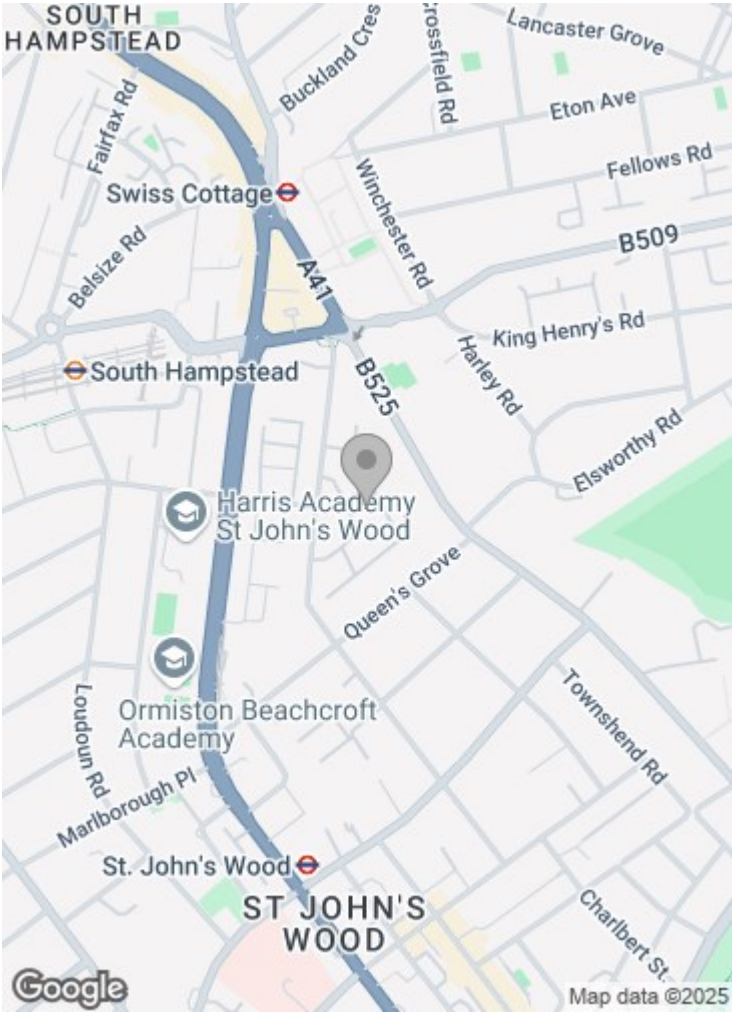 SOUTH
HAMPSTEAD
Lancaster Grove
Crossfield Rd
Buckland Cres
Eton Ave
Fairfax Rd
Fellows Rd
Winchester Rd
Swiss Cottage
B509
Belsize Rd
A41
King Henry's Rd
Harley Rd
South Hampstead
B525
Elsworthy Rd
Harris Academy
St John's Wood
Queen's Grove
Ormiston Beachcroft
Academy
Townshend Rd
Loudoun Rd
Marlborough Pl
St. John's Wood
ST JOHN'S
WOOD
Charlbert St.
Google
Map data ©2025